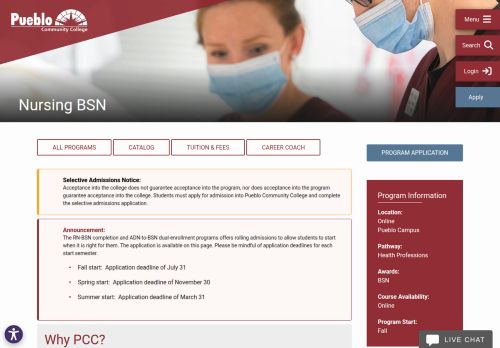 Pueblo
Community College
Menu
Search
Login
Apply
Nursing BSN
ALL PROGRAMS
CATALOG
TUITION & FEES
CAREER COACH
PROGRAM APPLICATION
Selective Admissions Notice:
Acceptance into the college does not guarantee acceptance into the program, nor does acceptance into the program
guarantee acceptance into the college. Students must apply for admission into Pueblo Community College and complete
the selective admissions application.
Announcement:
The RN-BSN completion and ADN-to-BSN dual-enrollment programs offers rolling admissions to allow students to start
when it is right for them. The application is available on this page. Please be mindful of application deadlines for each
start semester.
• Fall start: Application deadline of July 31
• Spring start: Application deadline of November 30
• Summer start: Application deadline of March 31
Program Information
Location:
Online
Pueblo Campus
Pathway:
Health Professions
Awards:
BSN
Course Availability:
Online
Program Start:
Fall
Why PCC?
LIVE CHAT